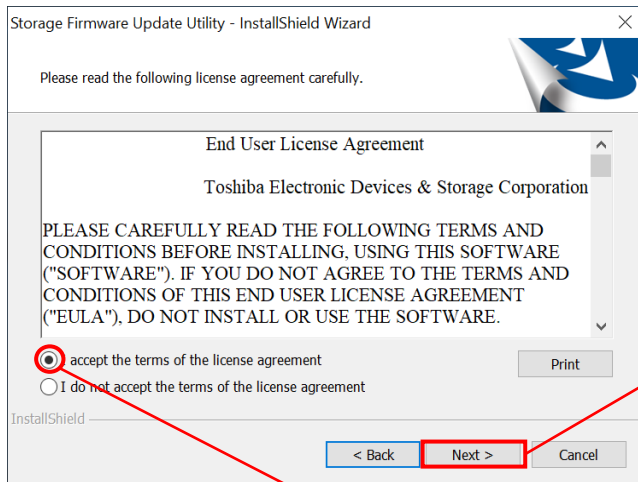 Storage Firmware Update Utility - InstallShield Wizard
Please read the following license agreement carefully.
End User License Agreement
Toshiba Electronic Devices & Storage Corporation
PLEASE CAREFULLY READ THE FOLLOWING TERMS AND
CONDITIONS BEFORE INSTALLING, USING THIS SOFTWARE
("SOFTWARE"). IF YOU DO NOT AGREE TO THE TERMS AND
CONDITIONS OF THIS END USER LICENSE AGREEMENT
("EULA"), DO NOT INSTALL OR USE THE SOFTWARE.
I accept the terms of the license agreement
Print
I do not accept the terms of the license agreement
InstallShield
< Back Next > Cancel